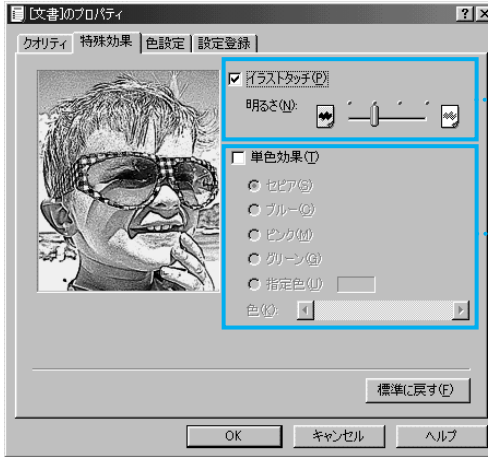 [文書]のプロパティ
クオリティ 特殊効果 色設定 設定登録
イラストタッチ(P)
明るさ(N):
単色効果(T)
セピア(S)
ブルー(O)
ピンク(M)
グリーン(G)
指定色(U)
色(K):
標準に戻す(F)
OK キャンセル ヘルプ